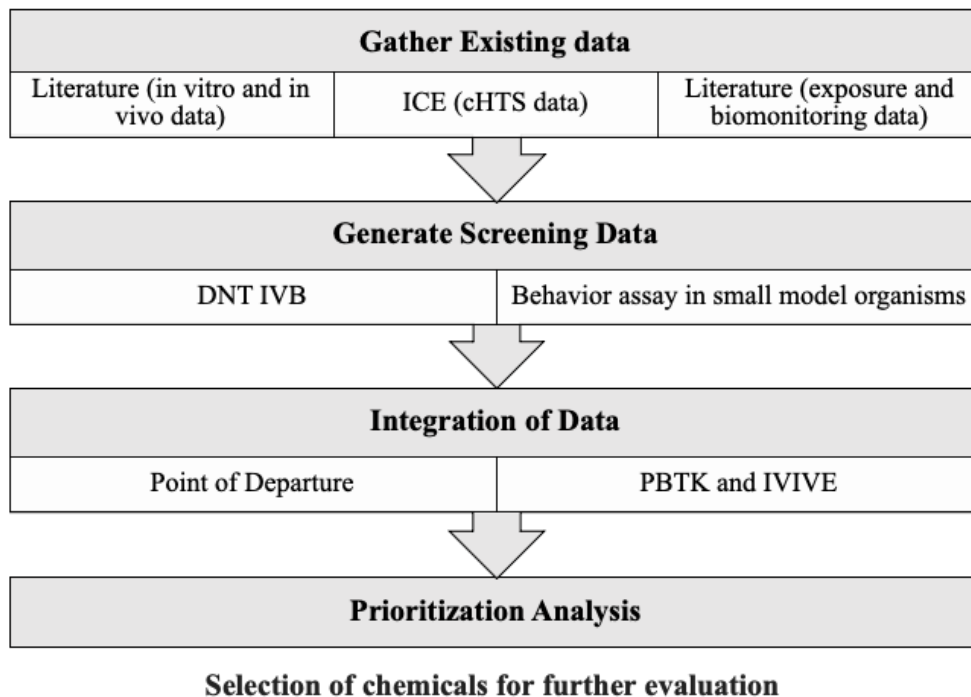 Gather Existing data
Literature (in vitro and in
vivo data)
ICE (cHTS data)
Literature (exposure and
biomonitoring data)
Generate Screening Data
DNT IVB
Behavior assay in small model organisms
Integration of Data
Point of Departure
PBTK and IVIVE
Prioritization Analysis
Selection of chemicals for further evaluation